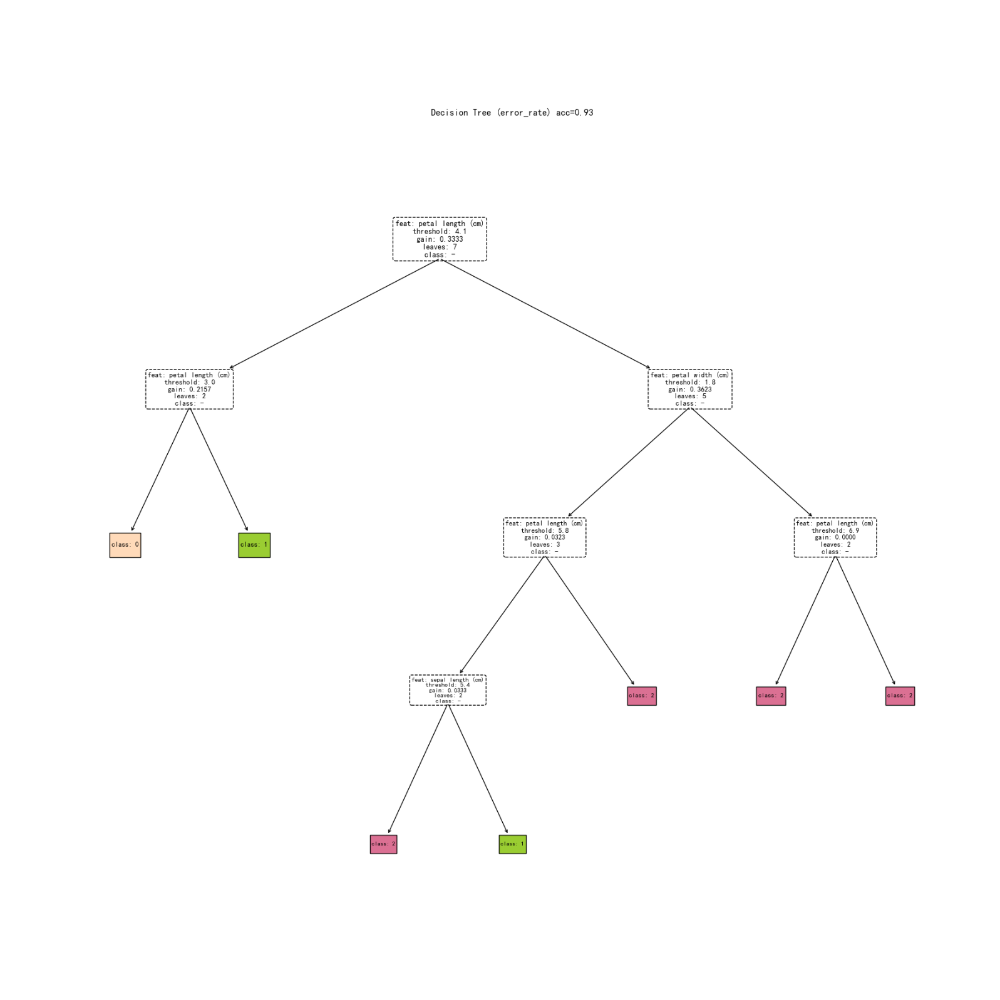 Decision Tree (error_rate) acc=0.93
feat: petal length (cm)
threshold: 4.1
gain: 0.3333
leaves: 7
class: -
feat: petal length (cm)
threshold: 3.0
gain: 0.2157
leaves: 2
class: -
feat: petal width (cm)
threshold: 1.8
gain: 0.3623
leaves: 5
class: -
class: 0
class: 1
feat: petal length (cm)
threshold: 5.8
gain: 0.0323
leaves: 3
class: -
feat: petal length (cm)
threshold: 6.9
gain: 0.0000
leaves: 2
class: -
feat: sepal length (cm)
threshold: 5.4
gain: 0.0333
leaves: 2
class: -
class: 2
class: 2
class: 2
class: 2
class: 1